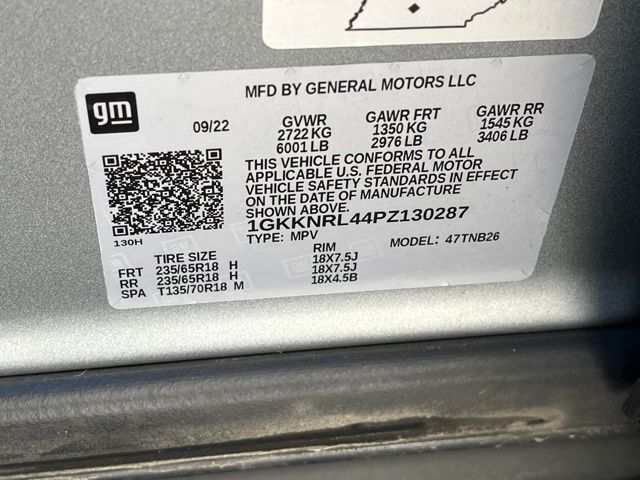 gm
MFD BY GENERAL MOTORS LLC
09/22
GVWR
2722 KG
6001 LB
GAWR FRT
1350 KG
2976 LB
GAWR RR
1545 KG
3406 LB
THIS VEHICLE CONFORMS TO ALL
APPLICABLE U.S. FEDERAL MOTOR
VEHICLE SAFETY STANDARDS IN EFFECT
ON THE DATE OF MANUFACTURE
SHOWN ABOVE.
1GKKNRL44PZ130287
130H
TYPE: MPV
MODEL: 47TNB26
TIRE SIZE RIM
FRT 235/65R18 H 18X7.5J
RR 235/65R18 H 18X7.5J
SPA T135/70R18 M 18X4.5B